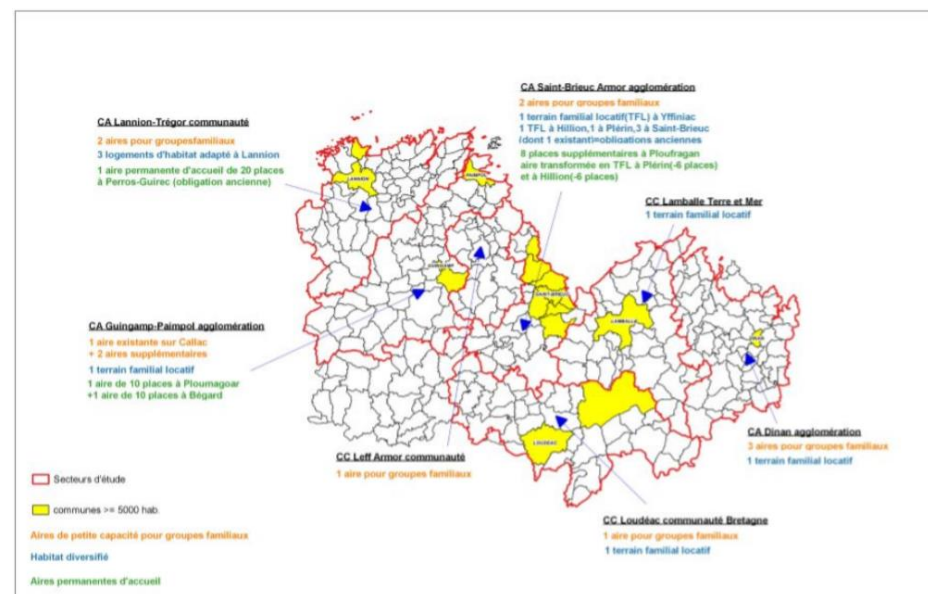 CA Saint-Brieuc Armor agglomération
2 aires pour groupes familiaux
1 terrain familial locatif(TFL) à Yffiniac
1 TFL à Hillion,1 à Plérin,3 à Saint-Brieuc
(dont 1 existant)=obligations anciennes
8 places supplémentaires à Ploufragan
aire transformée en TFL à Plérin(-6 places)
et à Hillion(-6 places)
CA Lannion-Trégor communauté
2 aires pour groupesfamiliaux
3 logements d'habitat adapté à Lannion
1 aire permanente d'accueil de 20 places
à Perros-Guirec (obligation ancienne)
CC Lamballe Terre et Mer
1 terrain familial locatif
LANNION
PAIMPOL
GUINGAMP
SAINT-BRIEUC
LAMBALLE
DINAN
LOUDEAC
CA Guingamp-Paimpol agglomération
1 aire existante sur Callac
+ 2 aires supplémentaires
1 terrain familial locatif
1 aire de 10 places à Ploumagoar
+1 aire de 10 places à Bégard
CC Leff Armor communauté
1 aire pour groupes familiaux
CA Dinan agglomération
3 aires pour groupes familiaux
1 terrain familial locatif
CC Loudéac communauté Bretagne
1 aire pour groupes familiaux
1 terrain familial locatif
Secteurs d'étude
communes >= 5000 hab.
Aires de petite capacité pour groupes familiaux
Habitat diversifié
Aires permanentes d'accueil